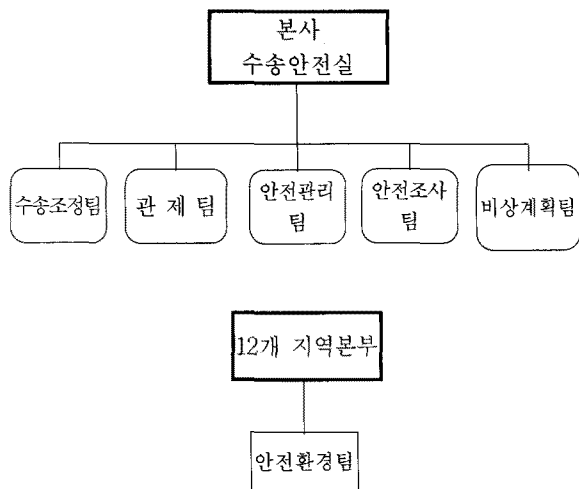 본사
수송안전실
수송조정팀
관 제 팀
안전관리
팀
안전조사
팀
비상계획팀
12개 지역본부
안전환경팀